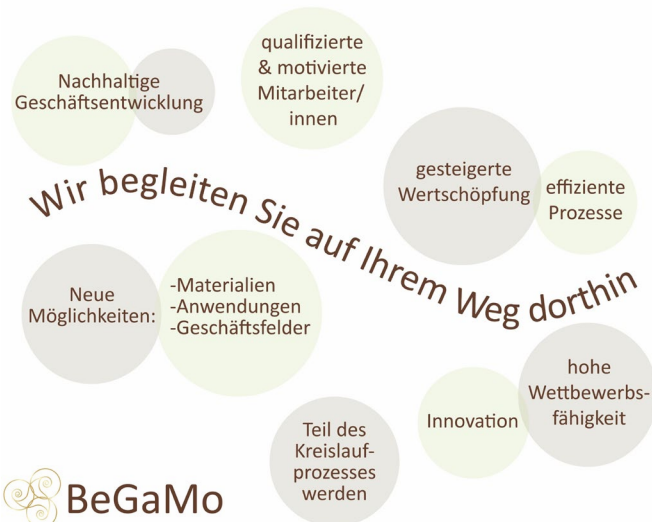 Nachhaltige
Geschäftsentwicklung
qualifizierte
& motivierte
Mitarbeiter/
innen
gesteigerte
Wertschöpfung
effiziente
Prozesse
Wir begleiten Sie auf Ihrem Weg dorthin
Neue
Möglichkeiten:
-Materialien
-Anwendungen
-Geschäftsfelder
hohe
Wettbewerbs-
fähigkeit
Innovation
Teil des
Kreislauf-
prozesses
werden
BeGaMo